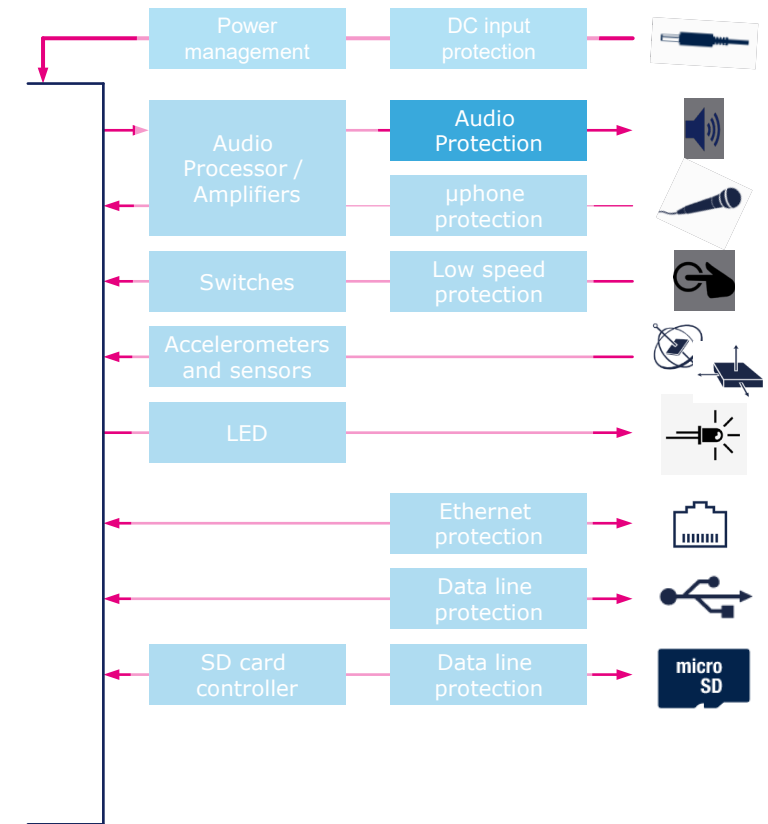 Power
management
DC input
protection
Audio
Processor /
Amplifiers
Audio
Protection
µphone
protection
Switches
Low speed
protection
Accelerometers
and sensors
LED
Ethernet
protection
Data line
protection
SD card
controller
Data line
protection
micro
SD